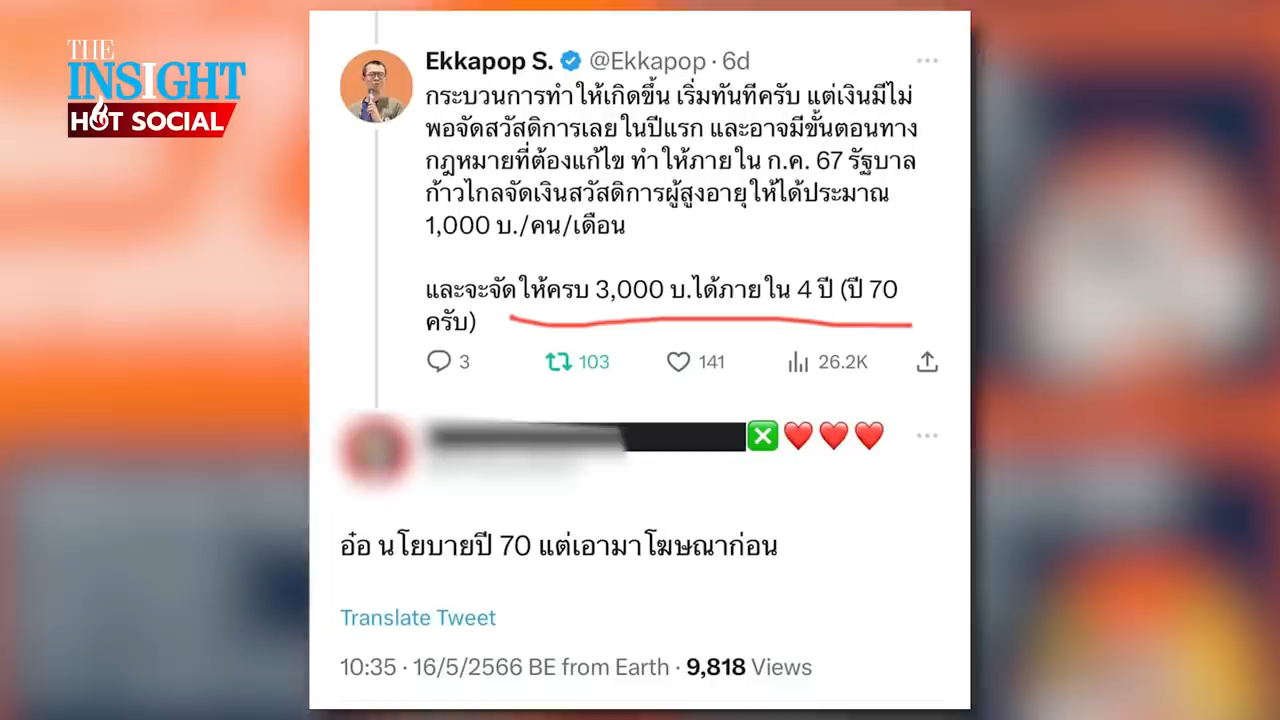 THE
INSIGHT
HOT SOCIAL
Ekkapop S. @Ekkapop · 6d
กระบวนการทำให้เกิดขึ้น เริ่มทันทีครับ แต่เงินมีไม่
พอจัดสวัสดิการเลยในปีแรก และอาจมีขั้นตอนทาง
กฎหมายที่ต้องแก้ไข ทำให้ภายใน ก.ค. 67 รัฐบาล
ก้าวไกลจัดเงินสวัสดิการผู้สูงอายุให้ได้ประมาณ
1,000 บ./คน/เดือน
และจะจัดให้ครบ 3,000 บ.ได้ภายใน 4 ปี (ปี 70
ครับ)
3 103 141 26.2K
อ๋อ นโยบายปี 70 แต่เอามาโฆษณาก่อน
Translate Tweet
10:35 · 16/5/2566 BE from Earth · 9,818 Views